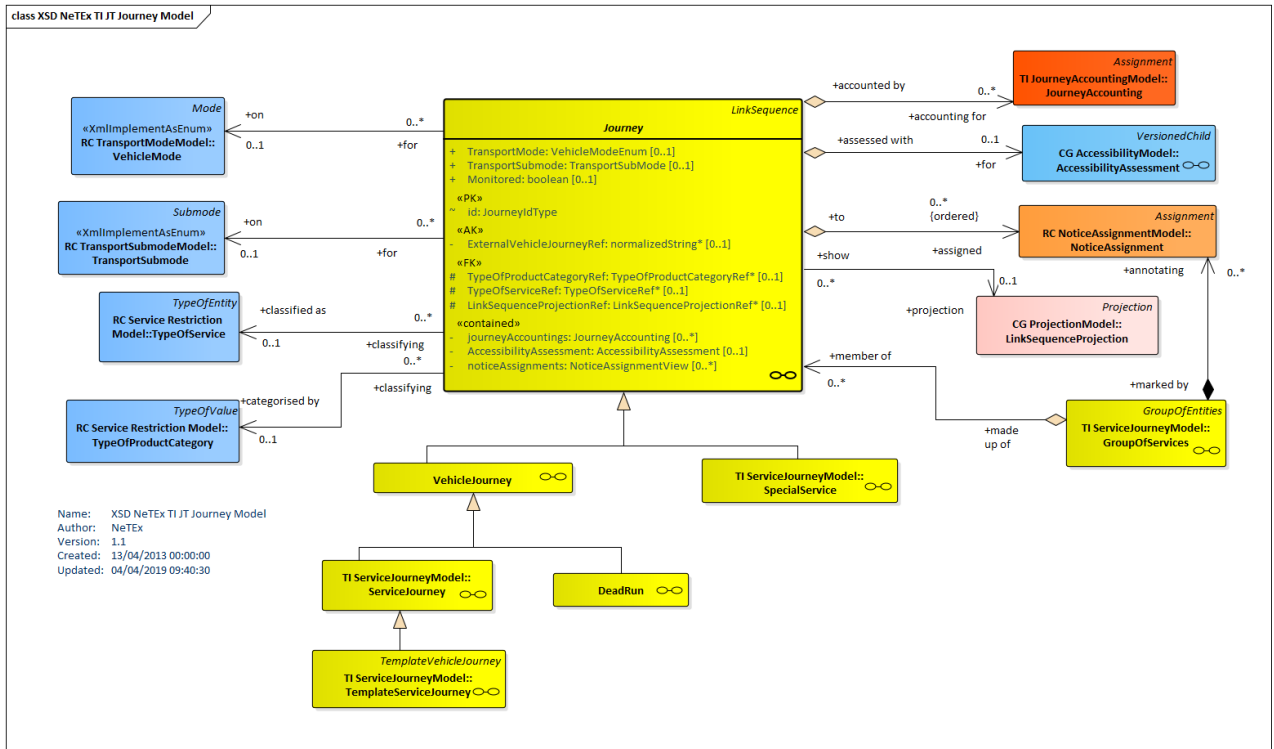 class XSD NeTEx TI JT Journey Model
Mode
«XmlImplementAsEnum»
RC TransportModeModel::
VehicleMode
+on
0..1
0..*
+for
Submode
«XmlImplementAsEnum»
RC TransportSubmodeModel::
TransportSubmode
+on
0..1
0..*
+for
TypeOfEntity
RC Service Restriction
Model::TypeOfService
+classified as
0..1
0..*
+classifying
TypeOfValue
RC Service Restriction Model::
TypeOfProductCategory
+categorised by
0..1
0..*
+classifying
LinkSequence
Journey
+ TransportMode: VehicleModeEnum [0..1]
+ TransportSubmode: TransportSubMode [0..1]
+ Monitored: boolean [0..1]
«PK»
~ id: JourneyIdType
«AK»
- ExternalVehicleJourneyRef: normalizedString* [0..1]
«FK»
# TypeOfProductCategoryRef: TypeOfProductCategoryRef* [0..1]
# TypeOfServiceRef: TypeOfServiceRef* [0..1]
# LinkSequenceProjectionRef: LinkSequenceProjectionRef* [0..1]
«contained»
- journeyAccountings: JourneyAccounting [0..*]
- AccessibilityAssessment: AccessibilityAssessment [0..1]
- noticeAssignments: NoticeAssignmentView [0..*]
+accounted by
0..*
+accounting for
Assignment
TI JourneyAccountingModel::
JourneyAccounting
+assessed with
0..1
+for
VersionedChild
CG AccessibilityModel::
AccessibilityAssessment
+to
0..*
{ordered}
+assigned
Assignment
RC NoticeAssignmentModel::
NoticeAssignment
+annotating
0..*
+show
0..*
0..1
+projection
Projection
CG ProjectionModel::
LinkSequenceProjection
+member of
0..*
+made
up of
+marked by
GroupOfEntities
TI ServiceJourneyModel::
GroupOfServices
VehicleJourney
TI ServiceJourneyModel::
SpecialService
TI ServiceJourneyModel::
ServiceJourney
DeadRun
TemplateVehicleJourney
TI ServiceJourneyModel::
TemplateServiceJourney
Name: XSD NeTEx TI JT Journey Model
Author: NeTEx
Version: 1.1
Created: 13/04/2013 00:00:00
Updated: 04/04/2019 09:40:30